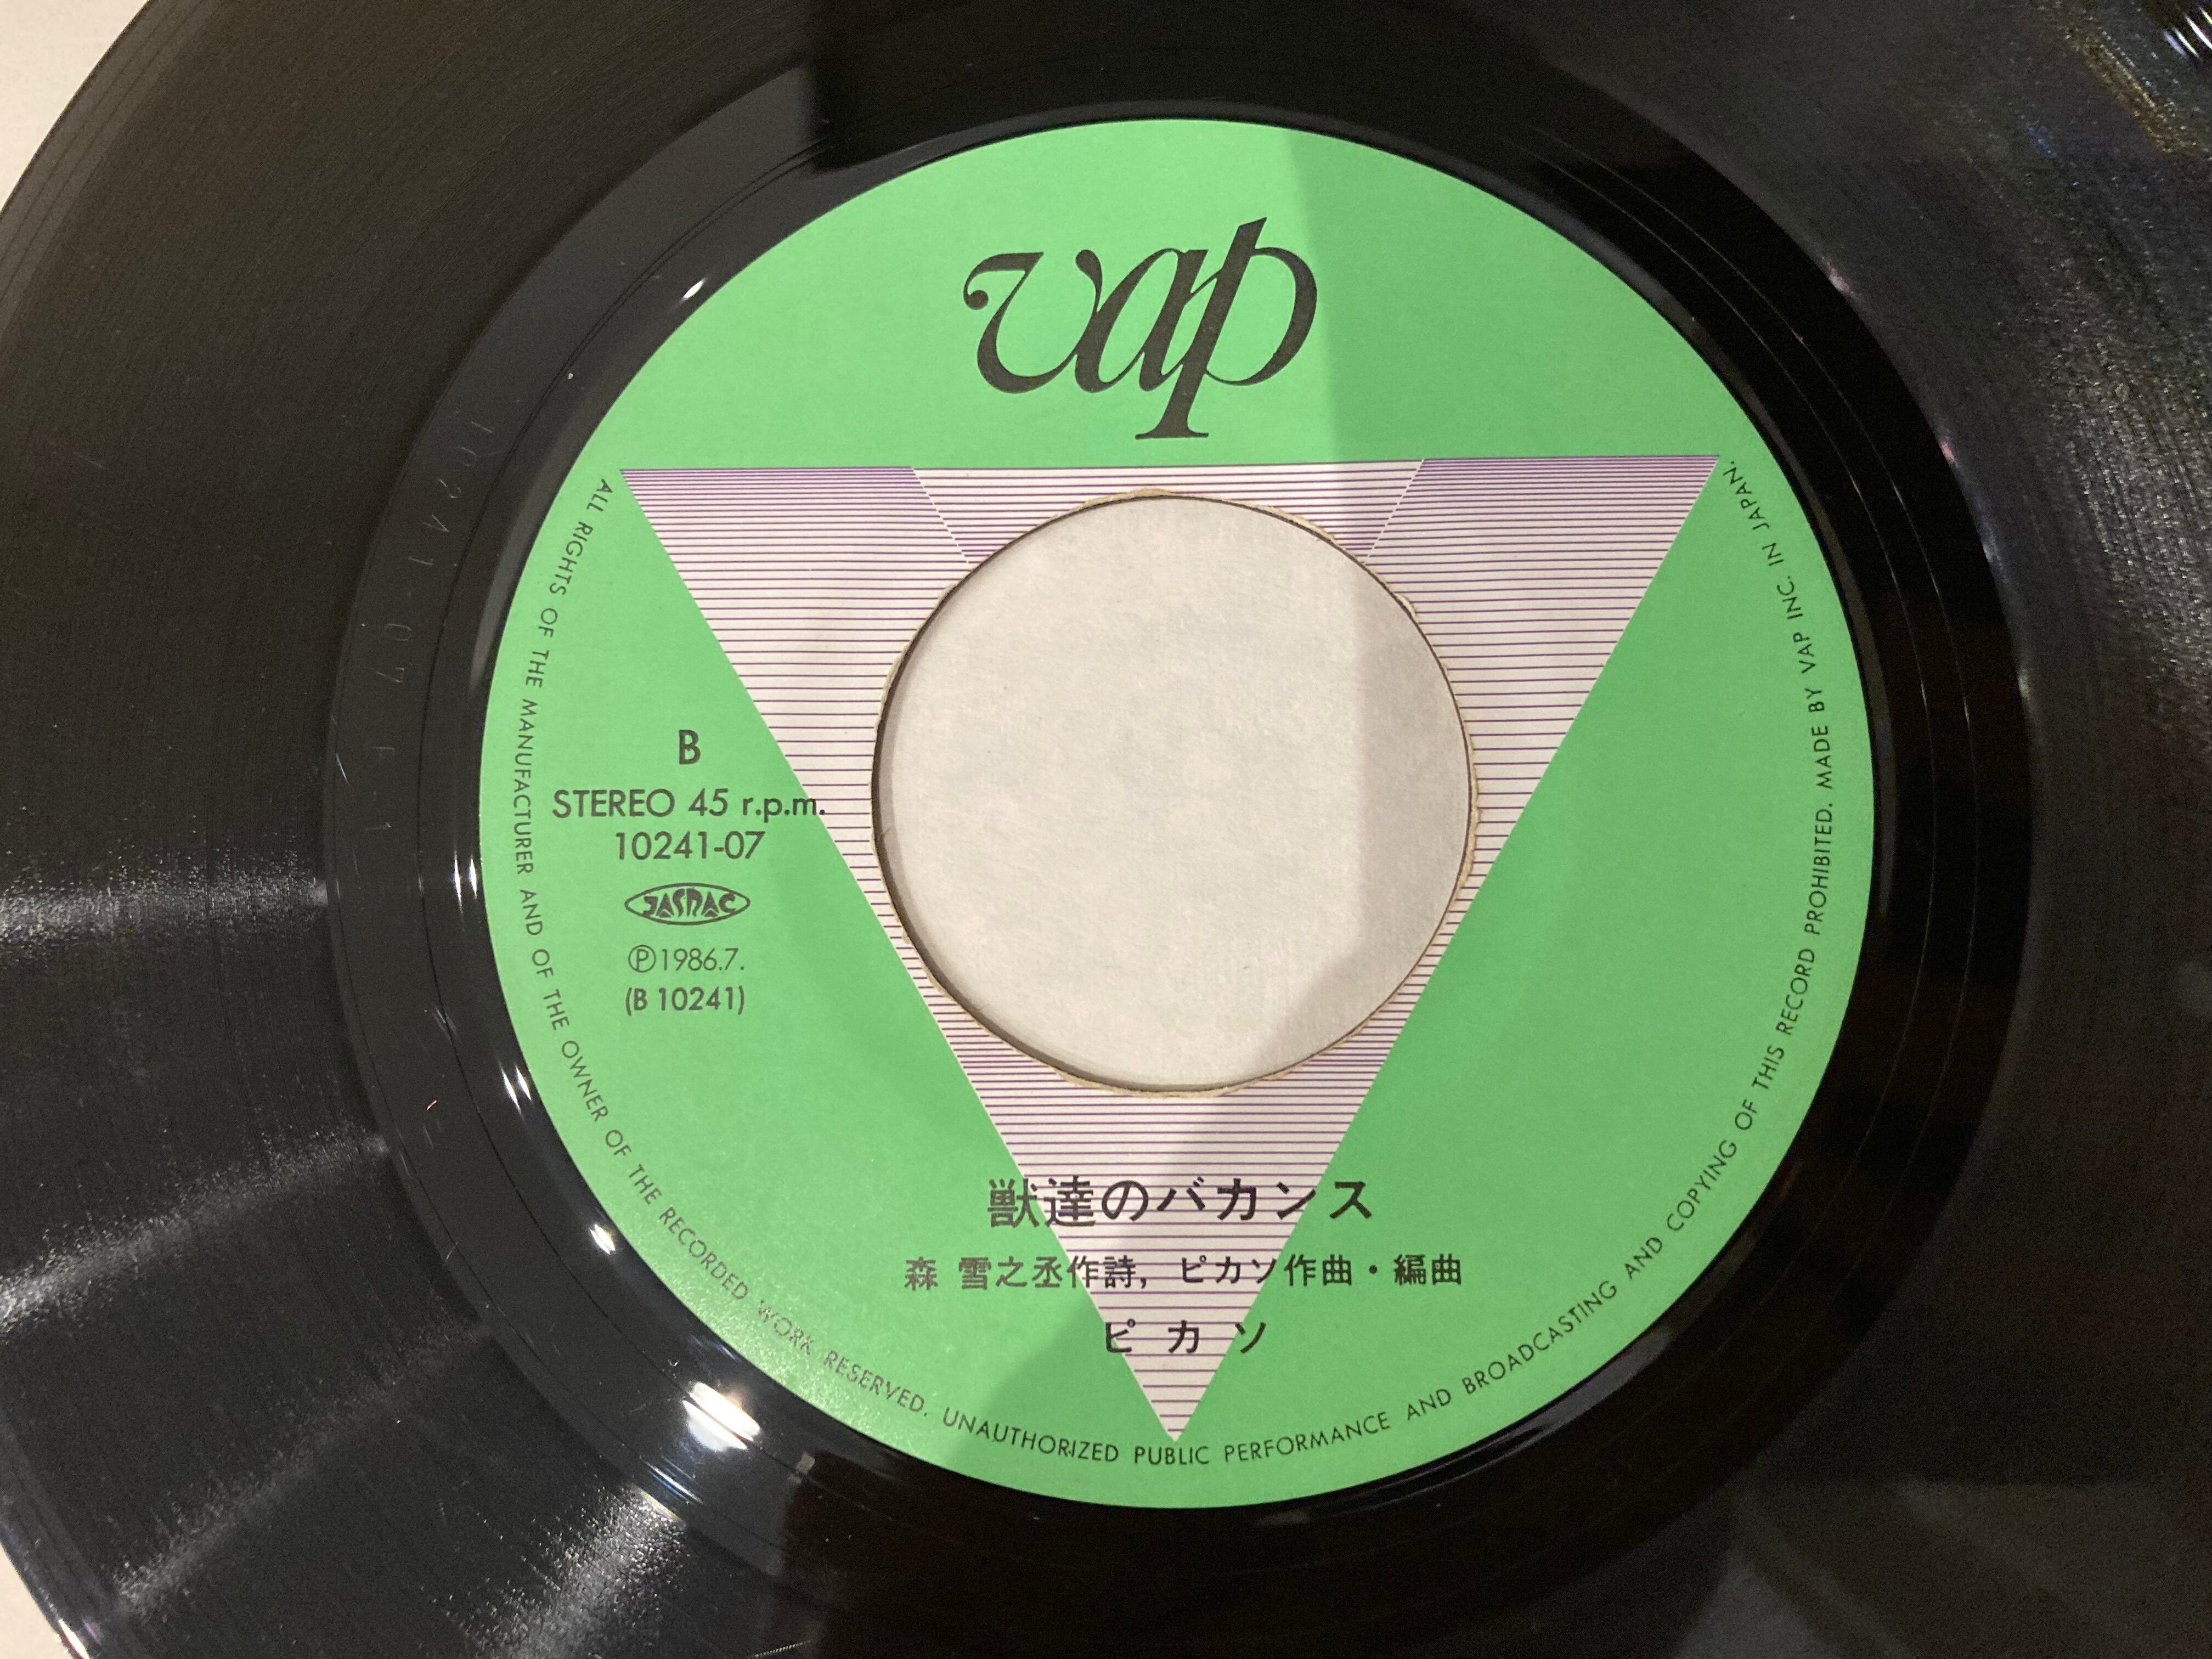 vap
B
STEREO 45 r.p.m.
10241-07
JASRAC
Ⓟ1986.7.
(B 10241)
獣達のバカンス
森 雪之丞作詩, ピカソ作曲・編曲
ピカソ
ALL RIGHTS OF THE MANUFACTURER AND OF THE OWNER OF THE RECORDED WORK RESERVED. UNAUTHORIZED PUBLIC PERFORMANCE AND BROADCASTING AND COPYING OF THIS RECORD PROHIBITED. MADE BY VAP INC. IN JAPAN.